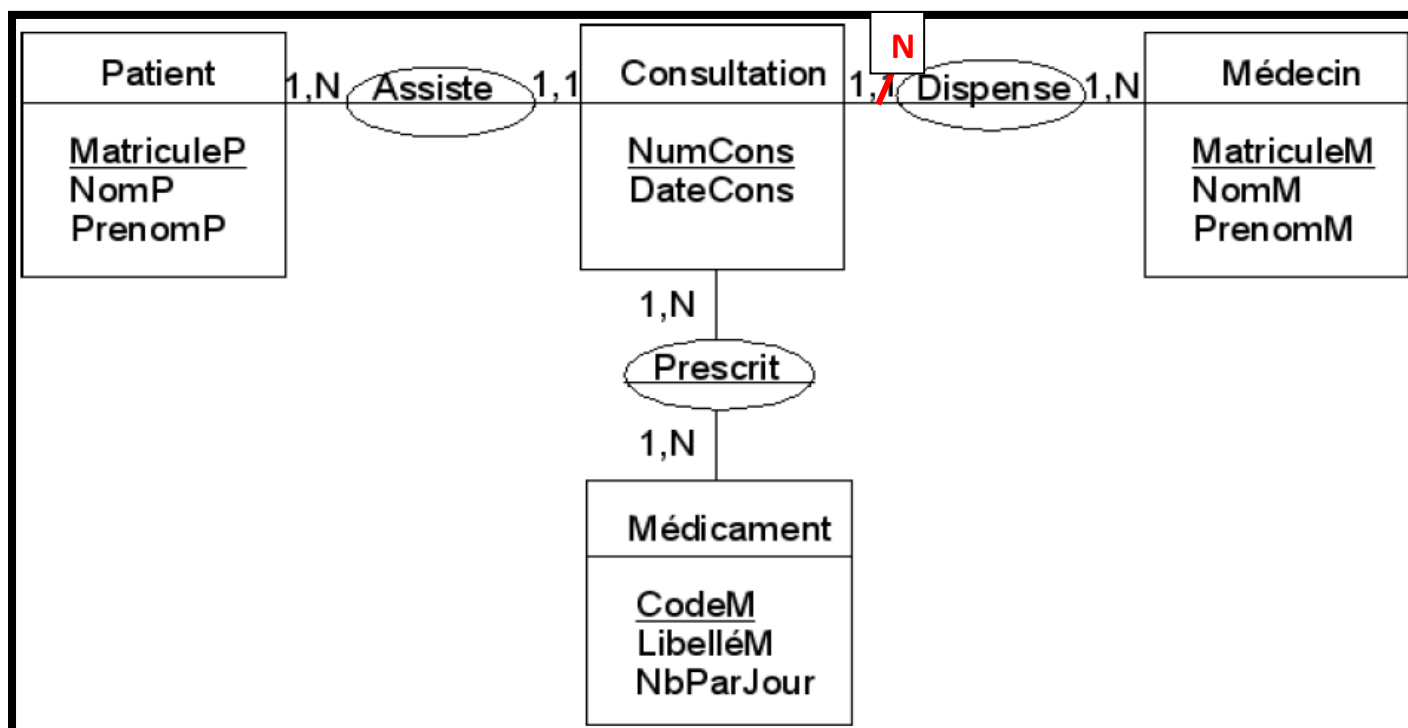 N
Patient
1,N
Assiste
1,1
Consultation
1,1
Dispense
1,N
Médecin
MatriculeP
NomP
PrenomP
NumCons
DateCons
MatriculeM
NomM
PrenomM
1,N
Prescrit
1,N
Médicament
CodeM
LibelléM
NbParJour